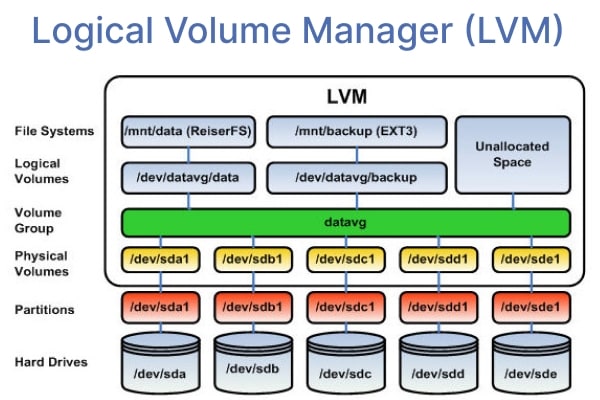 Logical Volume Manager (LVM)
LVM
File Systems
/mnt/data (ReiserFS)
/mnt/backup (EXT3)
Unallocated
Space
Logical
Volumes
/dev/datavg/data
/dev/datavg/backup
Volume
Group
datavg
Physical
Volumes
/dev/sda1
/dev/sdb1
/dev/sdc1
/dev/sdd1
/dev/sde1
Partitions
/dev/sda1
/dev/sdb1
/dev/sdc1
/dev/sdd1
/dev/sde1
Hard Drives
/dev/sda
/dev/sdb
/dev/sdc
/dev/sdd
/dev/sde